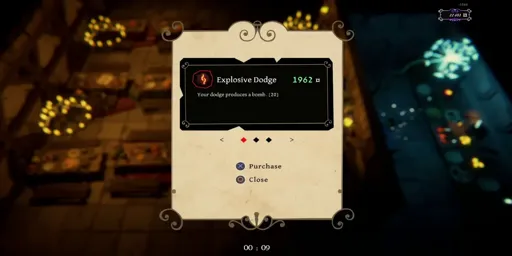 Explosive Dodge
1962
Your dodge produces a bomb. (20)
< >
Purchase
Close
00 : 09